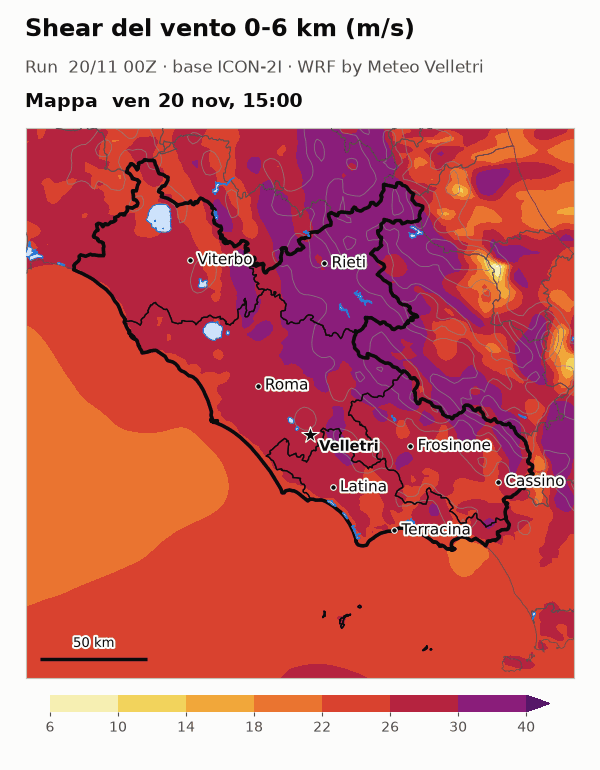 Shear del vento 0-6 km (m/s)
Run  20/11 00Z · base ICON-2I · WRF by Meteo Velletri
Mappa  ven 20 nov, 15:00
Viterbo
Rieti
Roma
Velletri
Frosinone
Latina
Cassino
Terracina
50 km
6 10 14 18 22 26 30 40